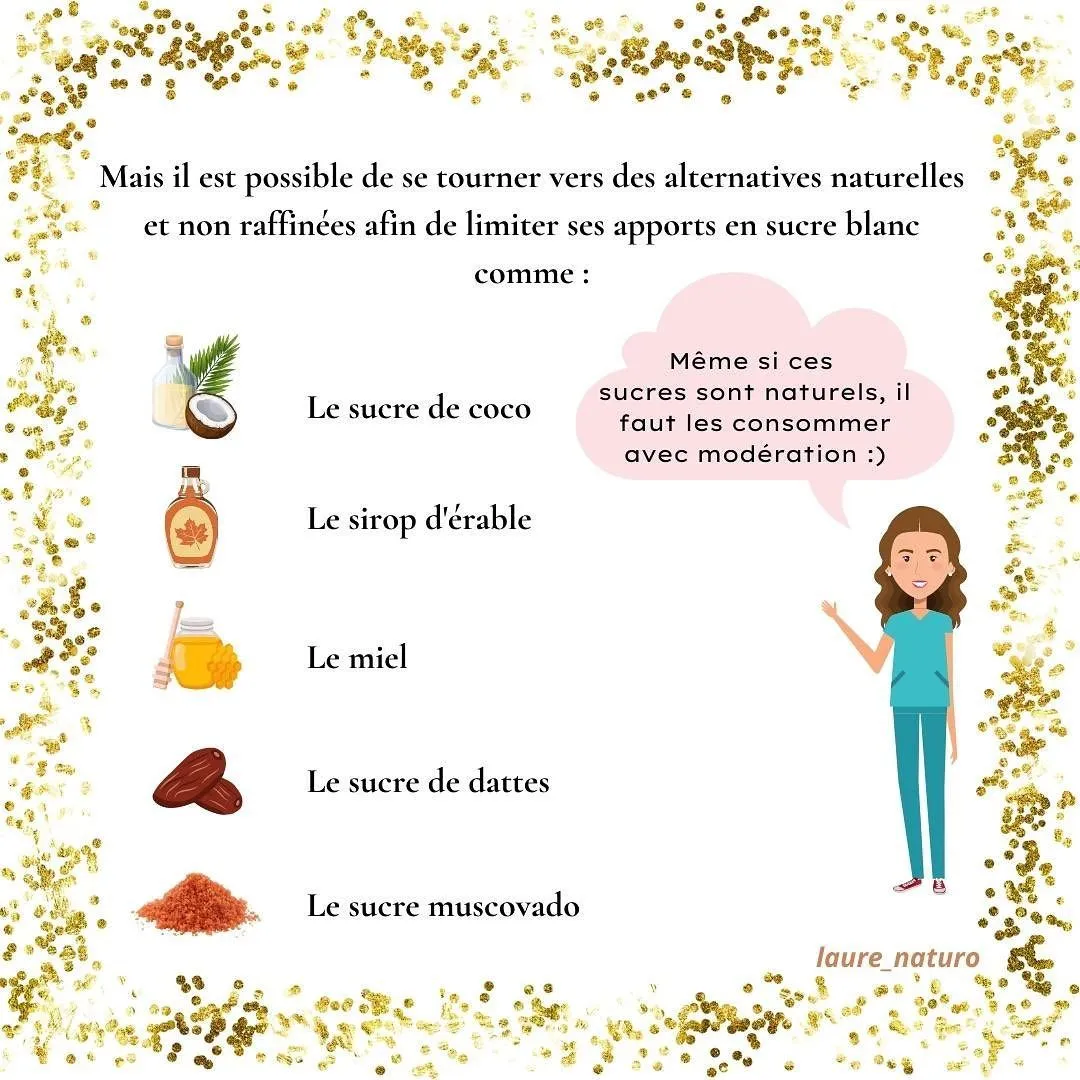 Mais il est possible de se tourner vers des alternatives naturelles
et non raffinées afin de limiter ses apports en sucre blanc
comme :
Même si ces
sucres sont naturels, il
faut les consommer
avec modération :)
Le sucre de coco
Le sirop d'érable
Le miel
Le sucre de dattes
Le sucre muscovado
laure_naturo